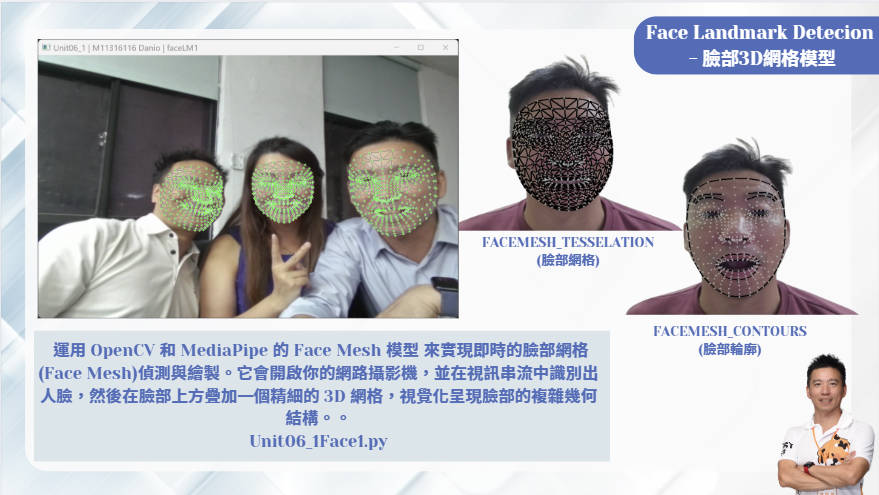 Unit06_1 | M11316116 Danio | faceLM1
Face Landmark Detecion
- 臉部3D網格模型
FACEMESH_TESSELATION
(臉部網格)
FACEMESH_CONTOURS
(臉部輪廓)
運用 OpenCV 和 MediaPipe 的 Face Mesh 模型 來實現即時的臉部網格
(Face Mesh)偵測與繪製。它會開啟你的網路攝影機，並在視訊串流中識別出
人臉，然後在臉部上方疊加一個精細的 3D 網格，視覺化呈現臉部的複雜幾何
結構。。
Unit06_1Face1.py